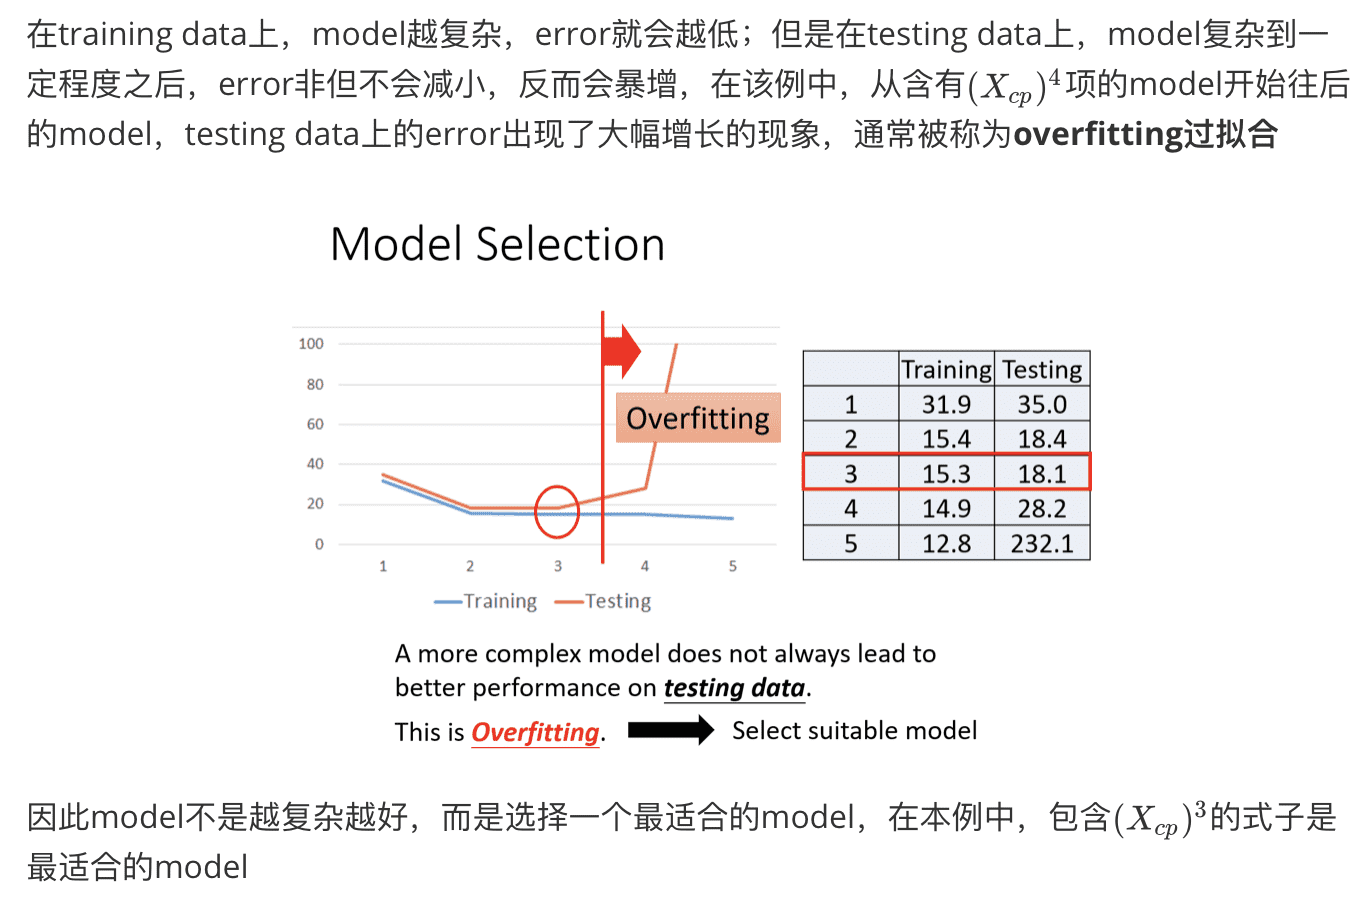 在training data上，model越复杂，error就会越低；但是在testing data上，model复杂到一
定程度之后，error非但不会减小，反而会暴增，在该例中，从含有(X_cp)^4项的model开始往后
的model，testing data上的error出现了大幅增长的现象，通常被称为overfitting过拟合
Model Selection
100
80
60
40
20
0
1 2 3 4 5
Overfitting
Training Testing
Training Testing
1 31.9 35.0
2 15.4 18.4
3 15.3 18.1
4 14.9 28.2
5 12.8 232.1
A more complex model does not always lead to
better performance on testing data.
This is Overfitting. Select suitable model
因此model不是越复杂越好，而是选择一个最适合的model，在本例中，包含(X_cp)^3的式子是
最适合的model